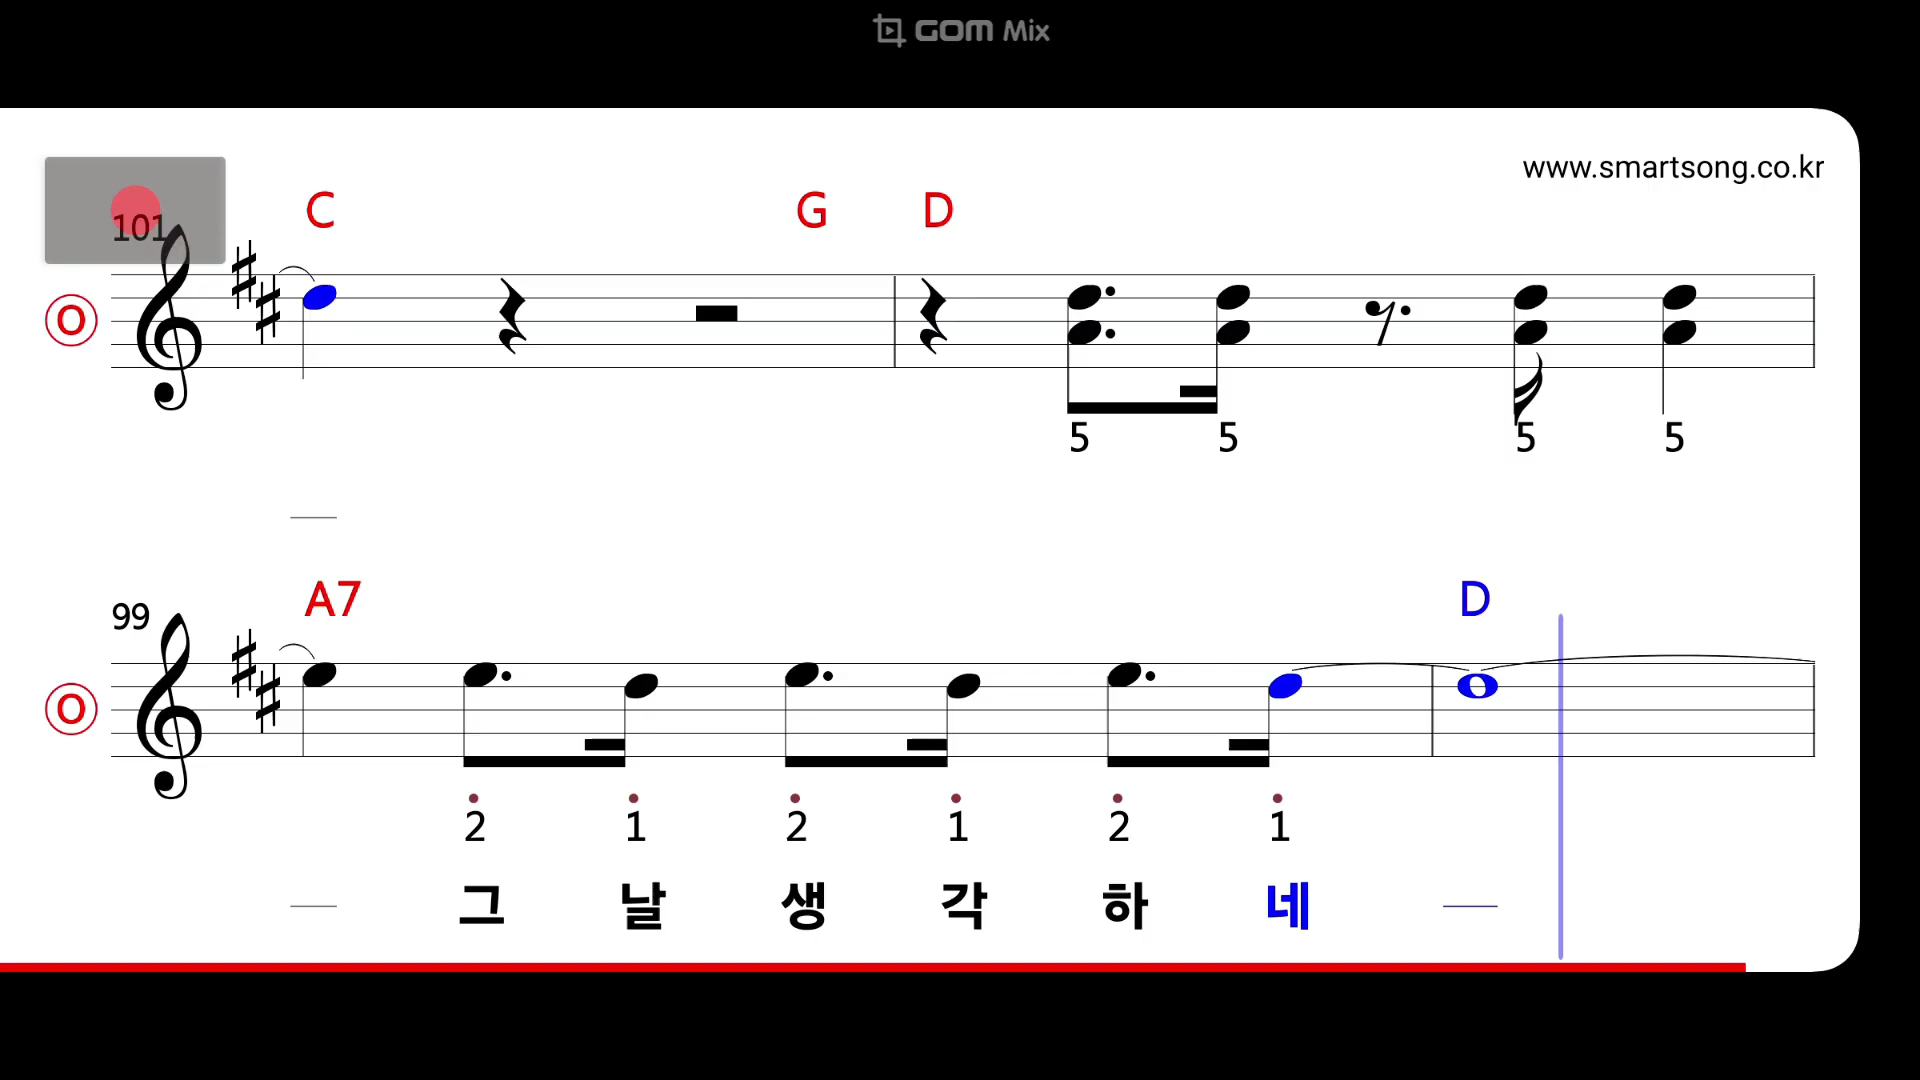 GOM Mix
www.smartsong.co.kr
101
C G D
O
5 5 5 5
A7 D
99
O
2 1 2 1 2 1
그 날 생 각 하 네